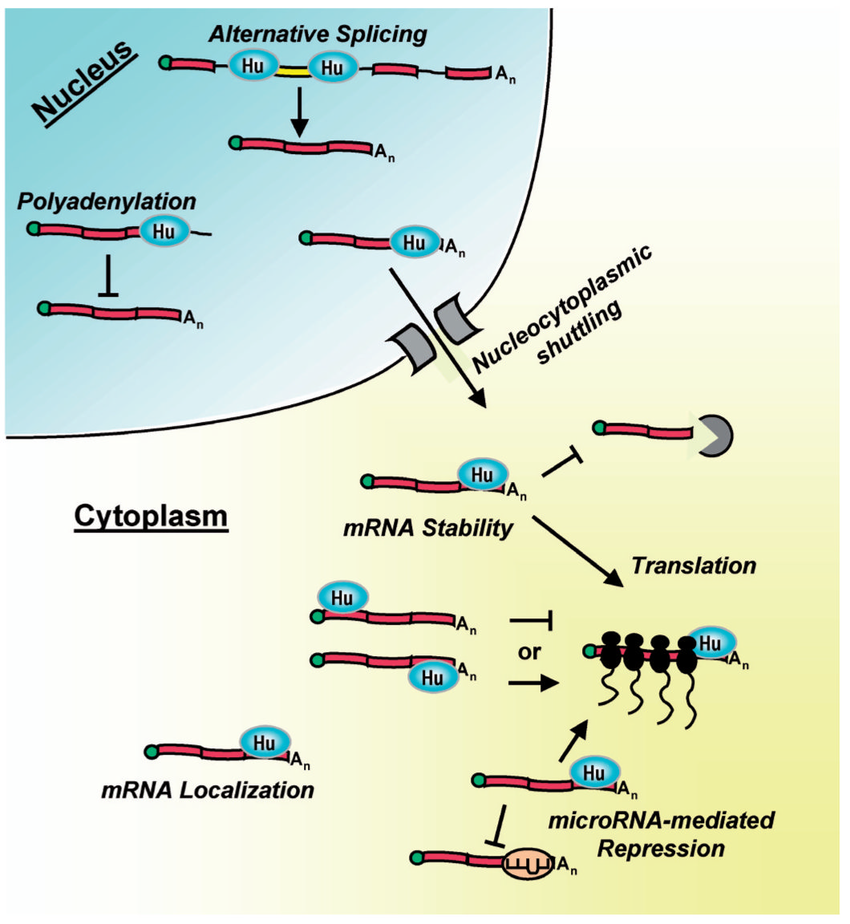 Alternative Splicing
Nucleus
Hu
Hu
An
An
Polyadenylation
Hu
An
Hu
An
Nucleocytoplasmic
shuttling
Hu
An
mRNA Stability
Cytoplasm
Translation
Hu
An
or
Hu
An
Hu
An
Hu
An
mRNA Localization
Hu
An
microRNA-mediated
Repression
An